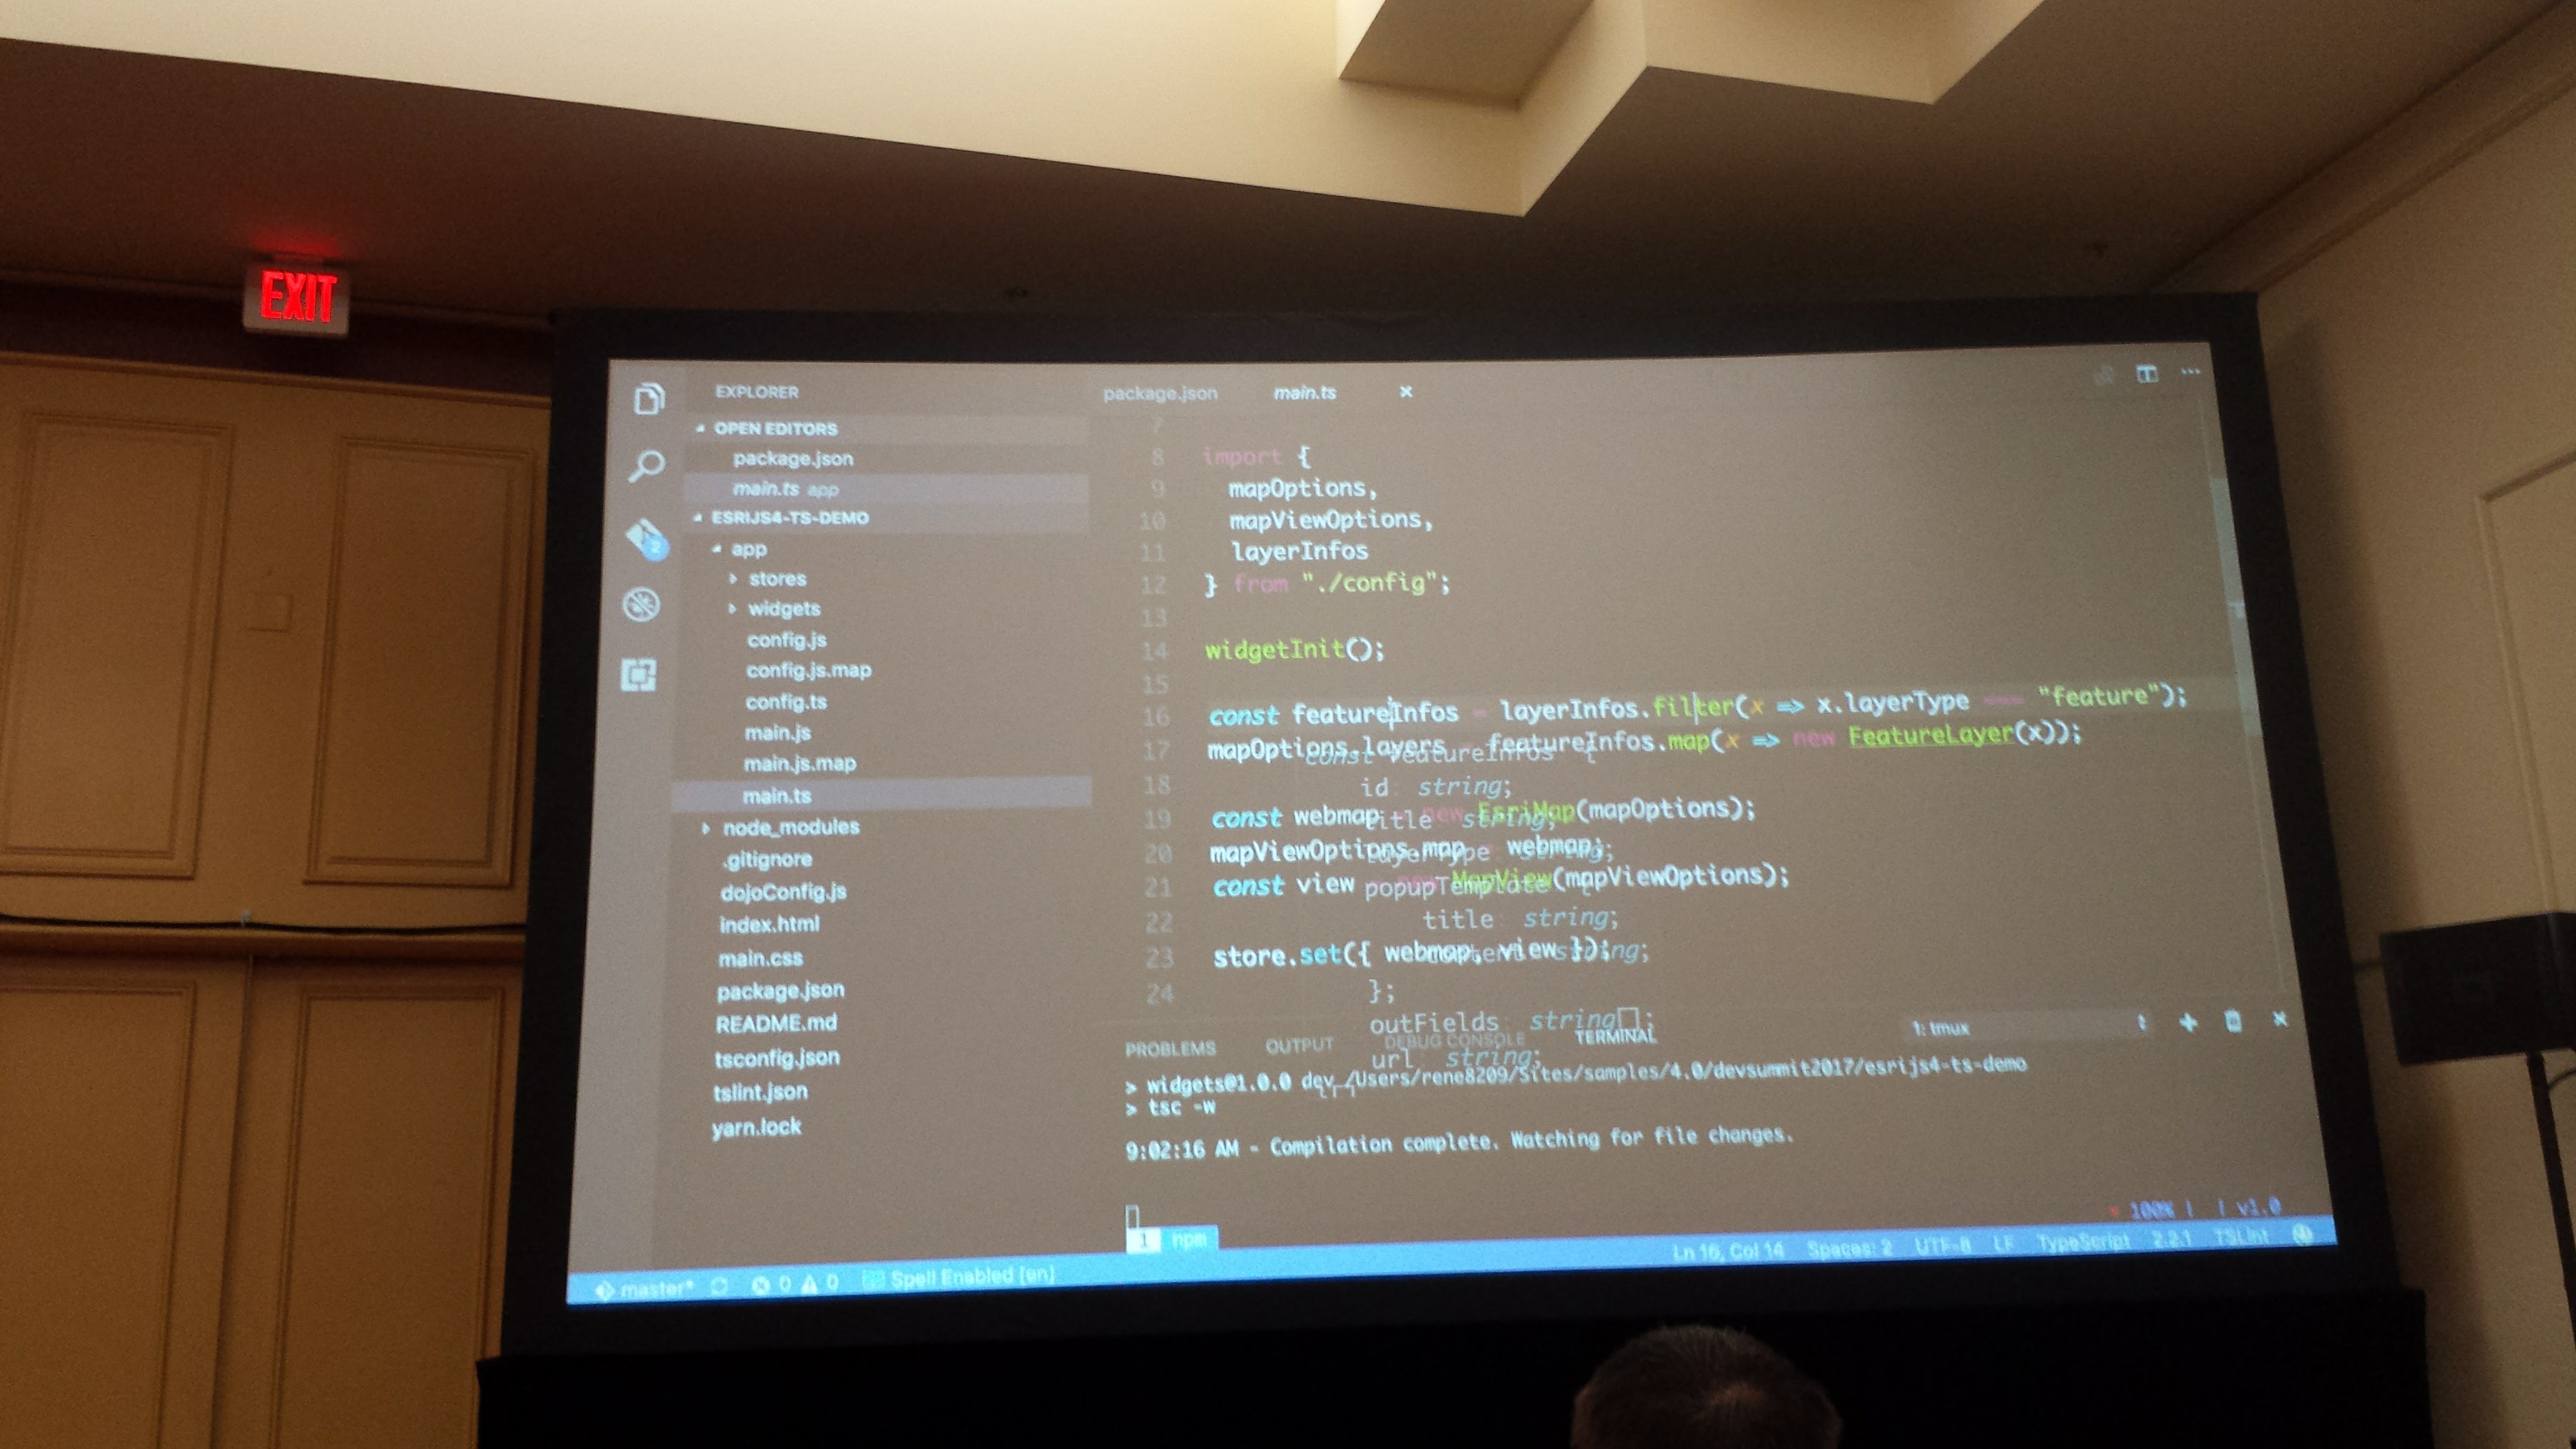 EXIT
EXPLORER
OPEN EDITORS
package.json
main.ts app
ESRIJS4-TS-DEMO
app
stores
widgets
config.js
config.js.map
config.ts
main.js
main.js.map
main.ts
node_modules
.gitignore
dojoConfig.js
index.html
main.css
package.json
README.md
tsconfig.json
tslint.json
yarn.lock
package.json main.ts
7
8 import {
9 mapOptions,
10 mapViewOptions,
11 layerInfos
12 } from "./config";
13
14 widgetInit();
15
16 const featureInfos = layerInfos.filter(x => x.layerType === "feature");
17 mapOptions.layers = featureInfos.map(x => new FeatureLayer(x));
18
19 const webmap = new EsriMap(mapOptions);
20 mapViewOptions.map = webmap;
21 const view = new MapView(mapViewOptions);
22
23 store.set({ webmap, view });
24
const featureInfos: {
id: string;
title: string;
layerType: string;
popupTemplate: {
title: string;
content: string;
};
outFields: string[];
url: string;
PROBLEMS OUTPUT DEBUG CONSOLE TERMINAL 1: tmux
> widgets@1.0.0 dev /Users/rene8209/Sites/samples/4.0/devsummit2017/esrijs4-ts-demo
> tsc -w
9:02:16 AM - Compilation complete. Watching for file changes.
100% | | v1.0
1 npm
master* 0 0 Spell Enabled [en] Ln 16, Col 14 Spaces: 2 UTF-8 LF TypeScript 2.2.1 TSLint
2